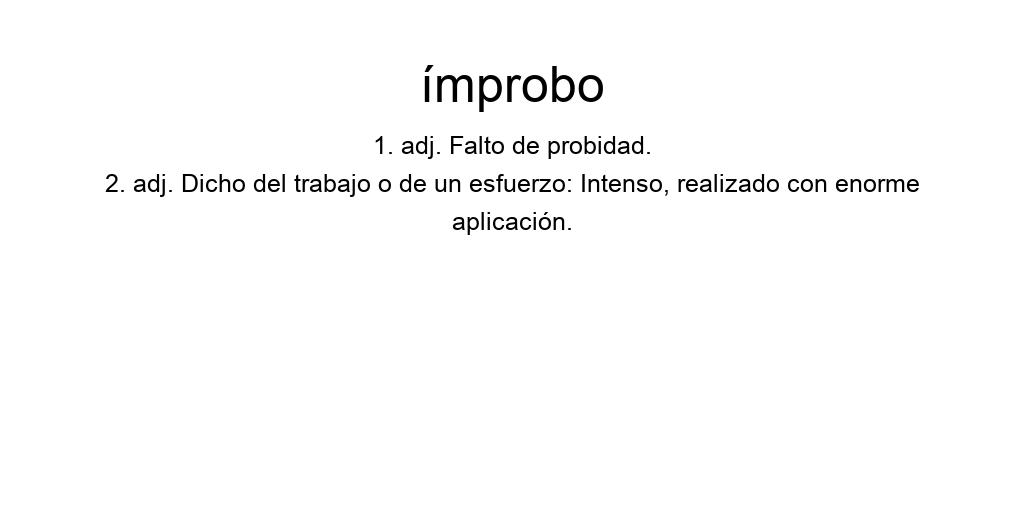 ímprobo
1. adj. Falto de probidad.
2. adj. Dicho del trabajo o de un esfuerzo: Intenso, realizado con enorme
aplicación.